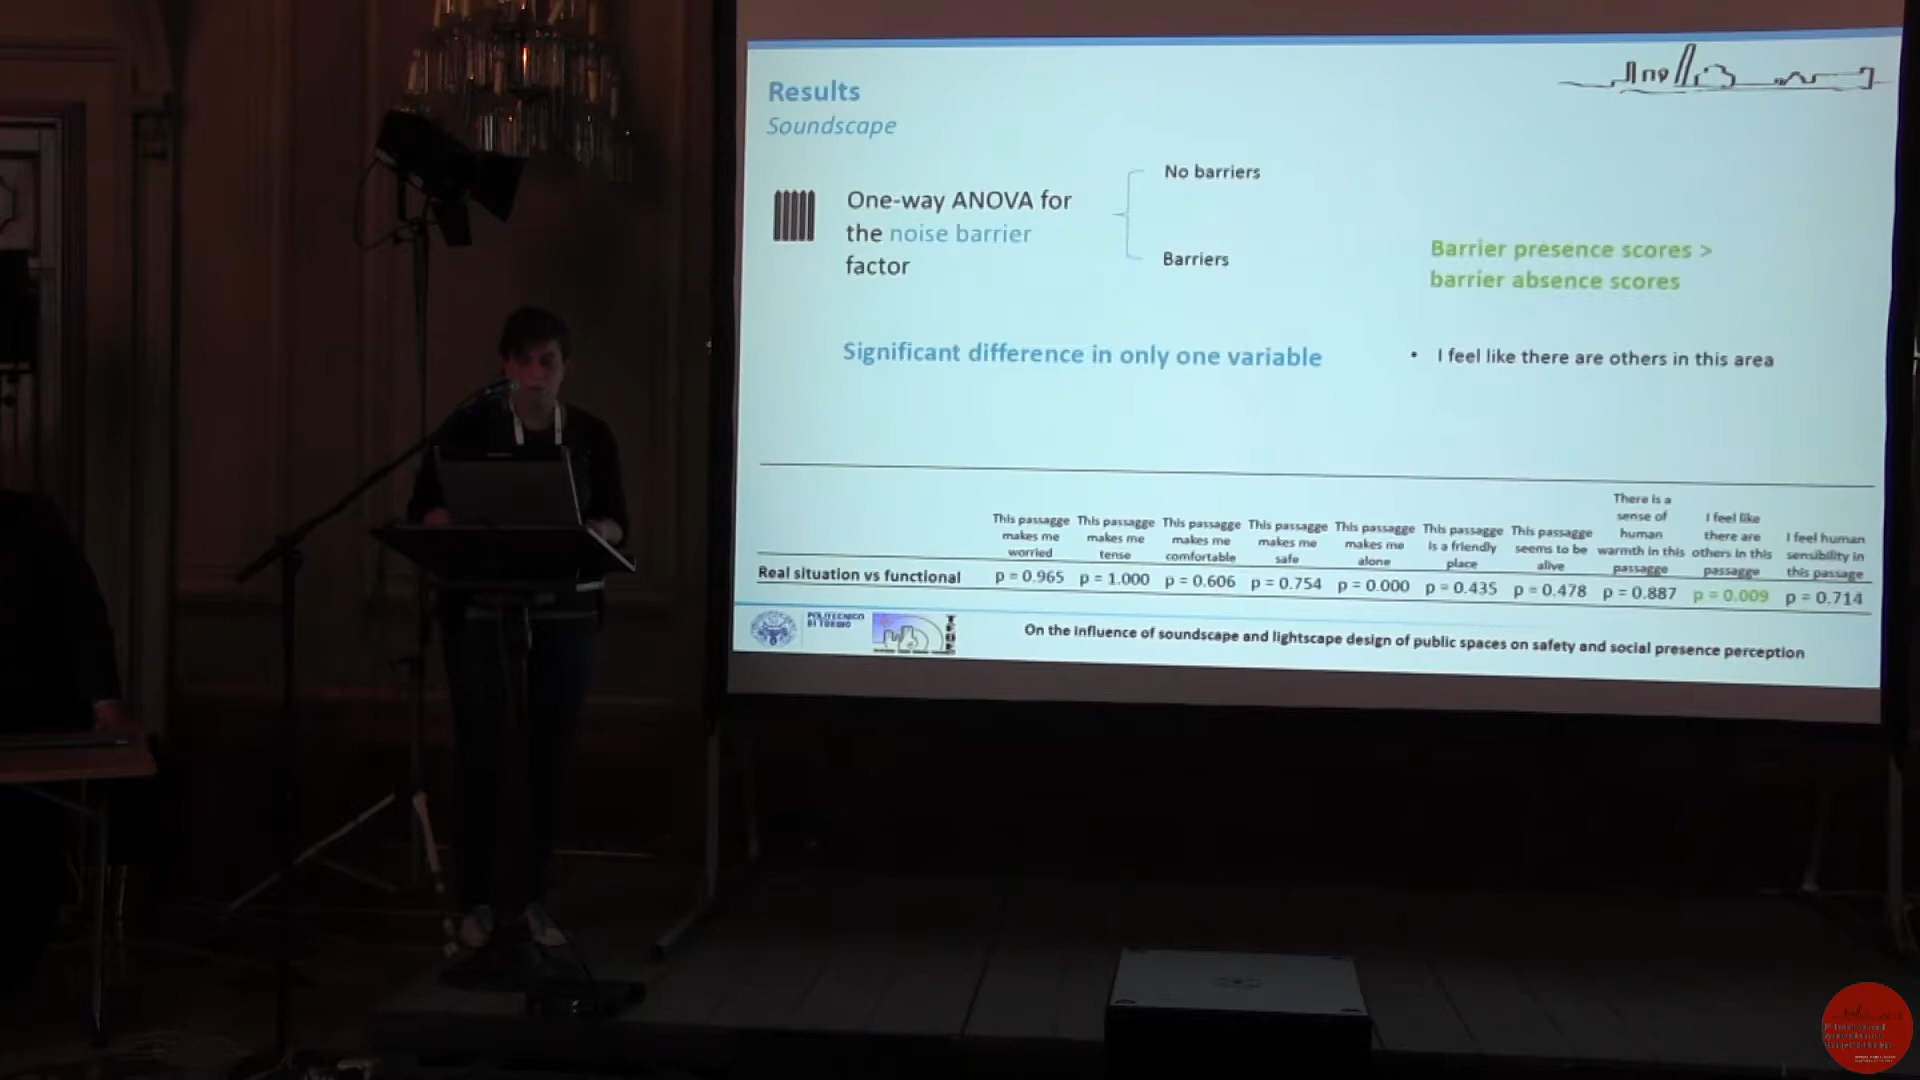 Results
Soundscape
One-way ANOVA for
the noise barrier
factor
No barriers
Barriers
Barrier presence scores >
barrier absence scores
Significant difference in only one variable
• I feel like there are others in this area
This passagge
makes me
worried
This passagge
makes me
tense
This passagge
makes me
comfortable
This passagge
makes me
safe
This passagge
makes me
alone
This passagge
is a friendly
place
This passagge
seems to be
alive
There is a
sense of
human
warmth in this
passagge
I feel like
there are
others in this
passagge
I feel human
sensibility in
this passage
Real situation vs functional
p = 0.965
p = 1.000
p = 0.606
p = 0.754
p = 0.000
p = 0.435
p = 0.478
p = 0.887
p = 0.009
p = 0.714
POLITECNICO
DI TORINO
On the influence of soundscape and lightscape design of public spaces on safety and social presence perception